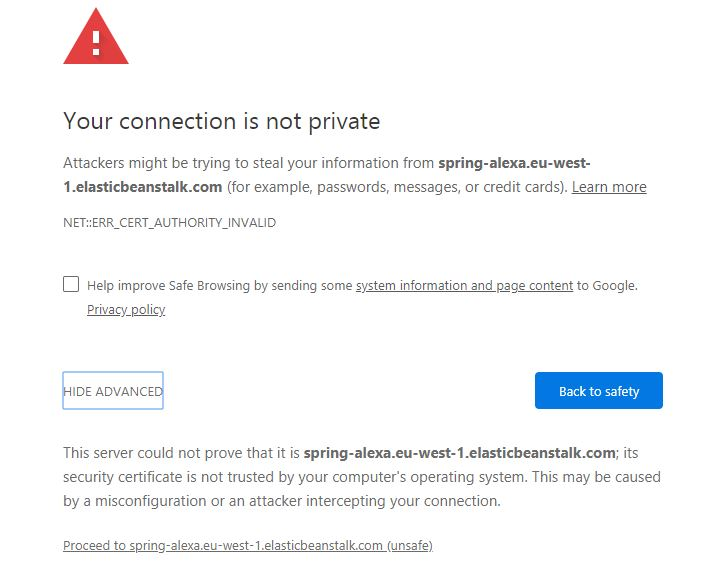 Your connection is not private
Attackers might be trying to steal your information from spring-alexa.eu-west-
1.elasticbeanstalk.com (for example, passwords, messages, or credit cards). Learn more
NET::ERR_CERT_AUTHORITY_INVALID
Help improve Safe Browsing by sending some system information and page content to Google.
Privacy policy
HIDE ADVANCED
Back to safety
This server could not prove that it is spring-alexa.eu-west-1.elasticbeanstalk.com; its
security certificate is not trusted by your computer's operating system. This may be caused
by a misconfiguration or an attacker intercepting your connection.
Proceed to spring-alexa.eu-west-1.elasticbeanstalk.com (unsafe)